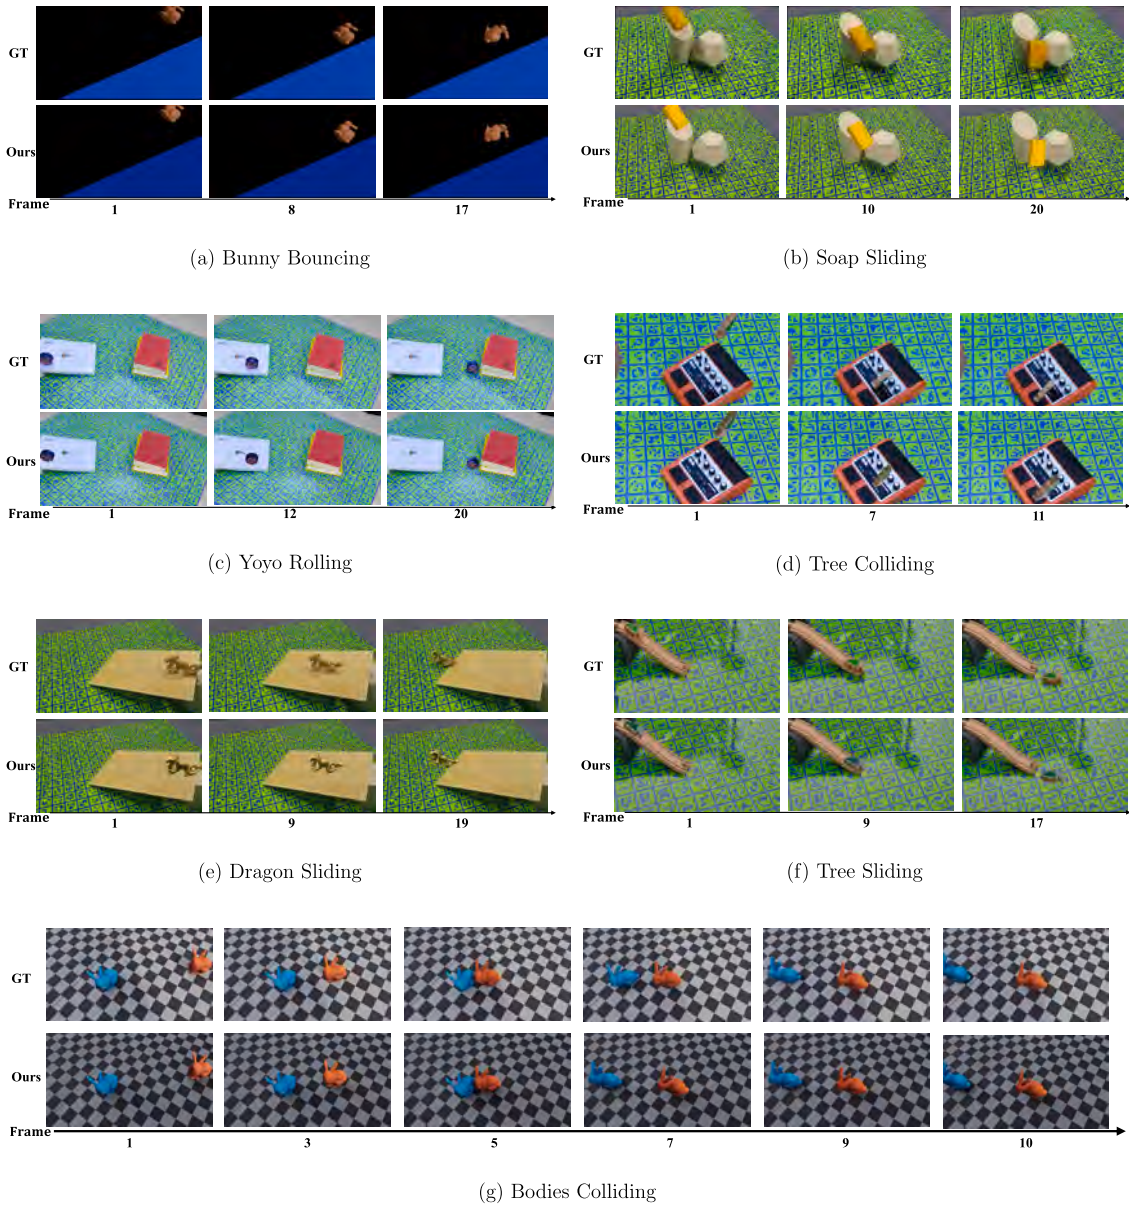 GT
Ours
Frame 1 8 17
(a) Bunny Bouncing
GT
Ours
Frame 1 10 20
(b) Soap Sliding
GT
Ours
Frame 1 12 20
(c) Yoyo Rolling
GT
Ours
Frame 1 7 11
(d) Tree Colliding
GT
Ours
Frame 1 9 19
(e) Dragon Sliding
GT
Ours
Frame 1 9 17
(f) Tree Sliding
GT
Ours
Frame 1 3 5 7 9 10
(g) Bodies Colliding